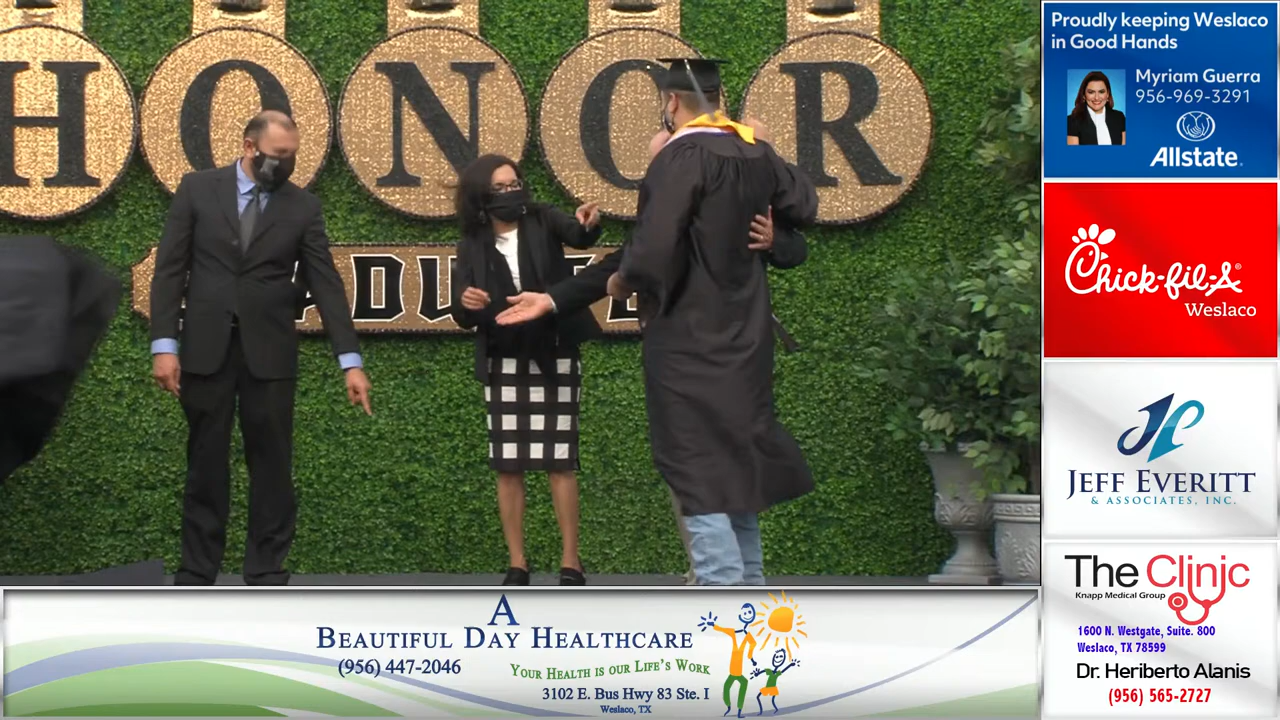 HONOR
ADU
E
Proudly keeping Weslaco
in Good Hands
Myriam Guerra
956-969-3291
Allstate®
Chick-fil-A®
Weslaco
JEFF EVERITT
& ASSOCIATES, INC.
The Clinic
Knapp Medical Group
1600 N. Westgate, Suite. 800
Weslaco, TX 78599
Dr. Heriberto Alanis
(956) 565-2727
A
BEAUTIFUL DAY HEALTHCARE
(956) 447-2046
YOUR HEALTH IS OUR LIFE'S WORK
3102 E. BUS HWY 83 STE. I
WESLACO, TX